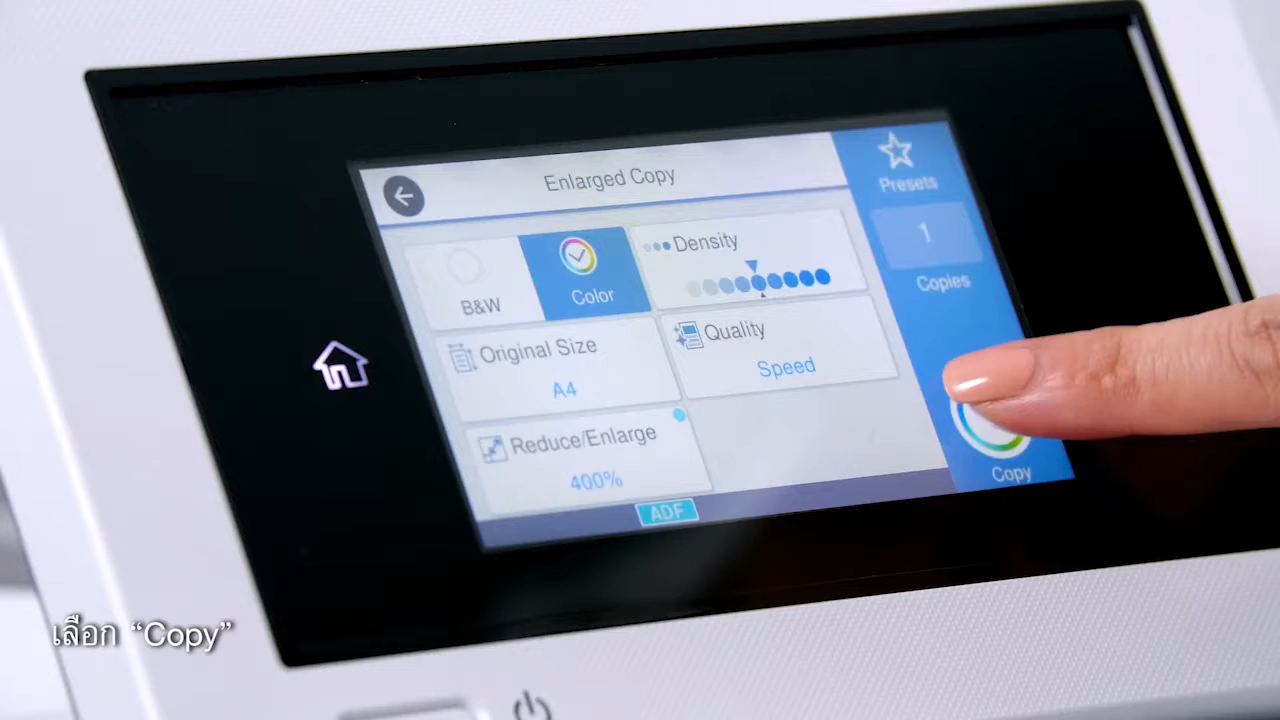 Enlarged Copy
Presets
1
Copies
B&W
Color
Density
Original Size
A4
Quality
Speed
Reduce/Enlarge
400%
ADF
Copy
เลือก “Copy”